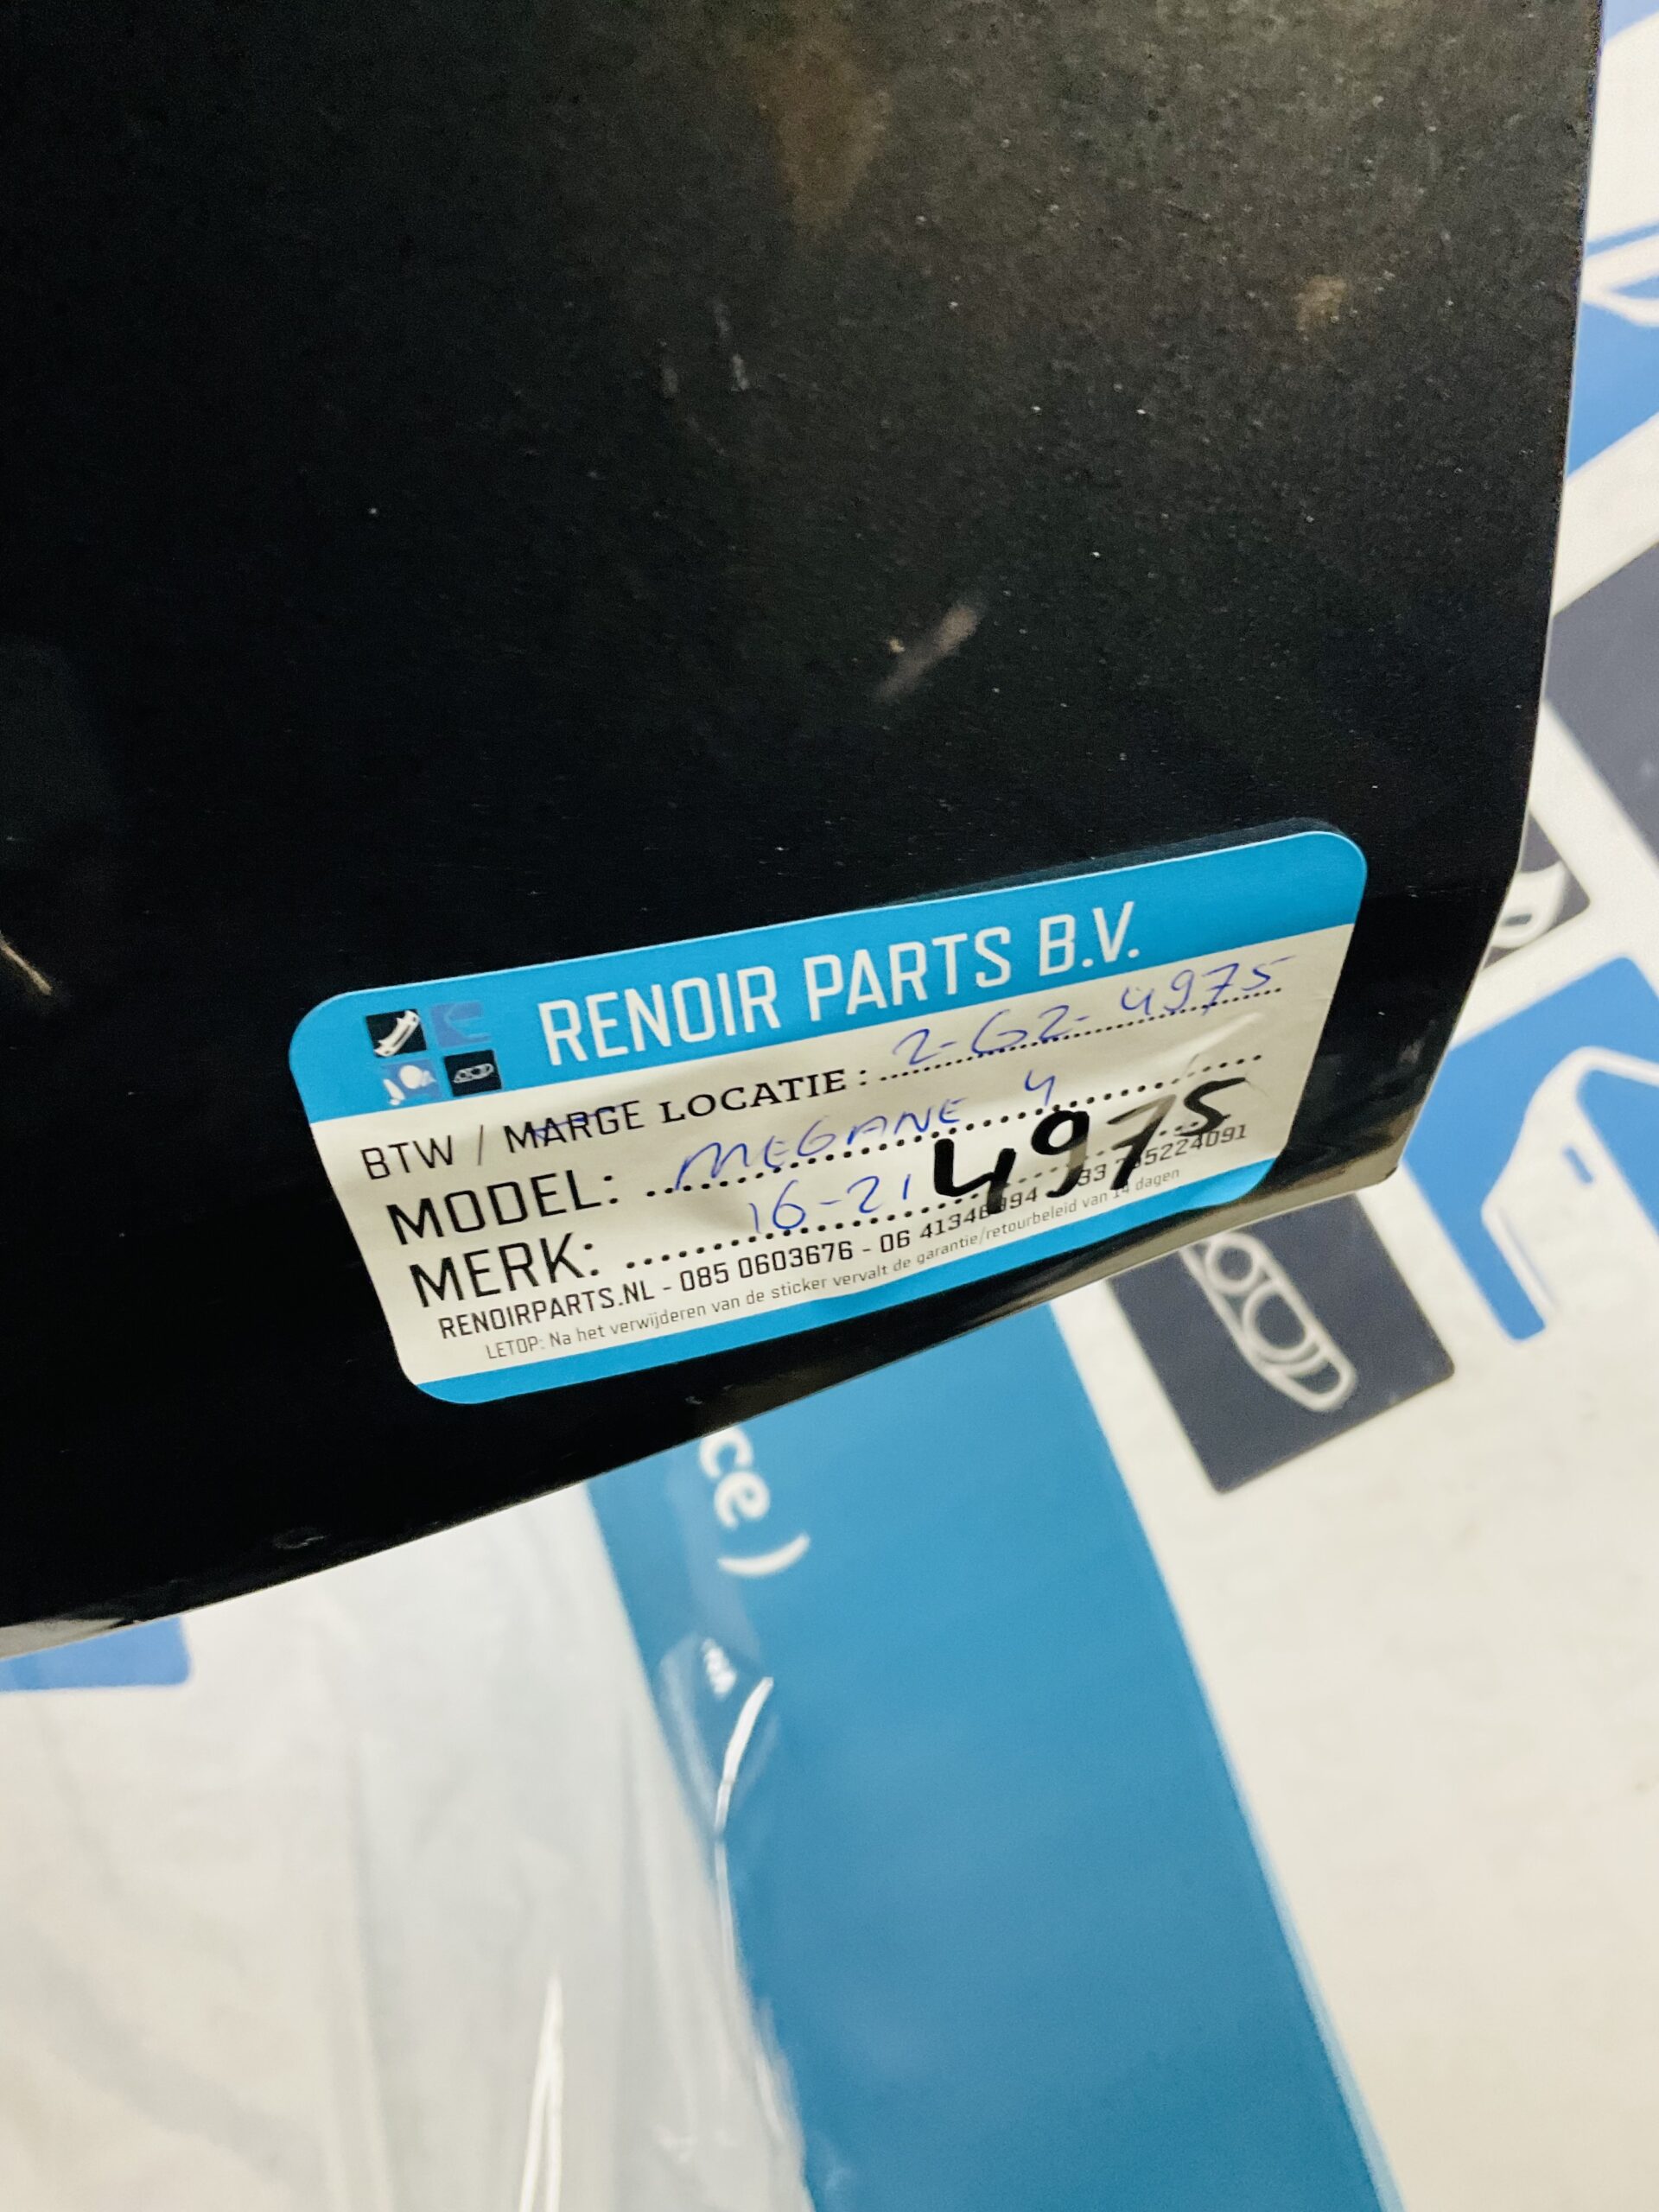 RENOIR PARTS B.V.
BTW / MARGE LOCATIE: 2-G2-4975
MODEL: MEGANE 4
MERK: 16-21 4975
RENOIRPARTS.NL - 085 0603676 - 06
LETOP: Na het verwijderen van de sticker vervalt de garantie/retourbeleid van 14 dagen
ce)